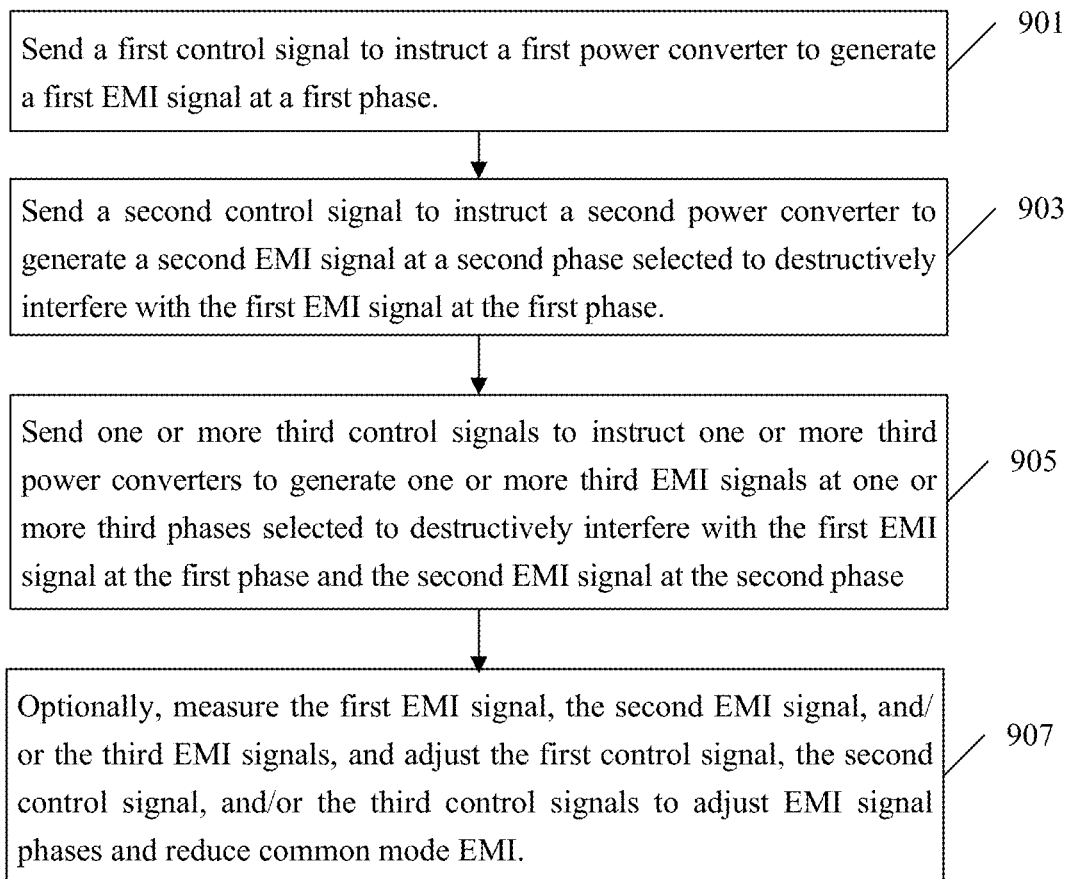 Send a first control signal to instruct a first power converter to generate
a first EMI signal at a first phase.
901
Send a second control signal to instruct a second power converter to
generate a second EMI signal at a second phase selected to destructively
interfere with the first EMI signal at the first phase.
903
Send one or more third control signals to instruct one or more third
power converters to generate one or more third EMI signals at one or
more third phases selected to destructively interfere with the first EMI
signal at the first phase and the second EMI signal at the second phase
905
Optionally, measure the first EMI signal, the second EMI signal, and/
or the third EMI signals, and adjust the first control signal, the second
control signal, and/or the third control signals to adjust EMI signal
phases and reduce common mode EMI.
907